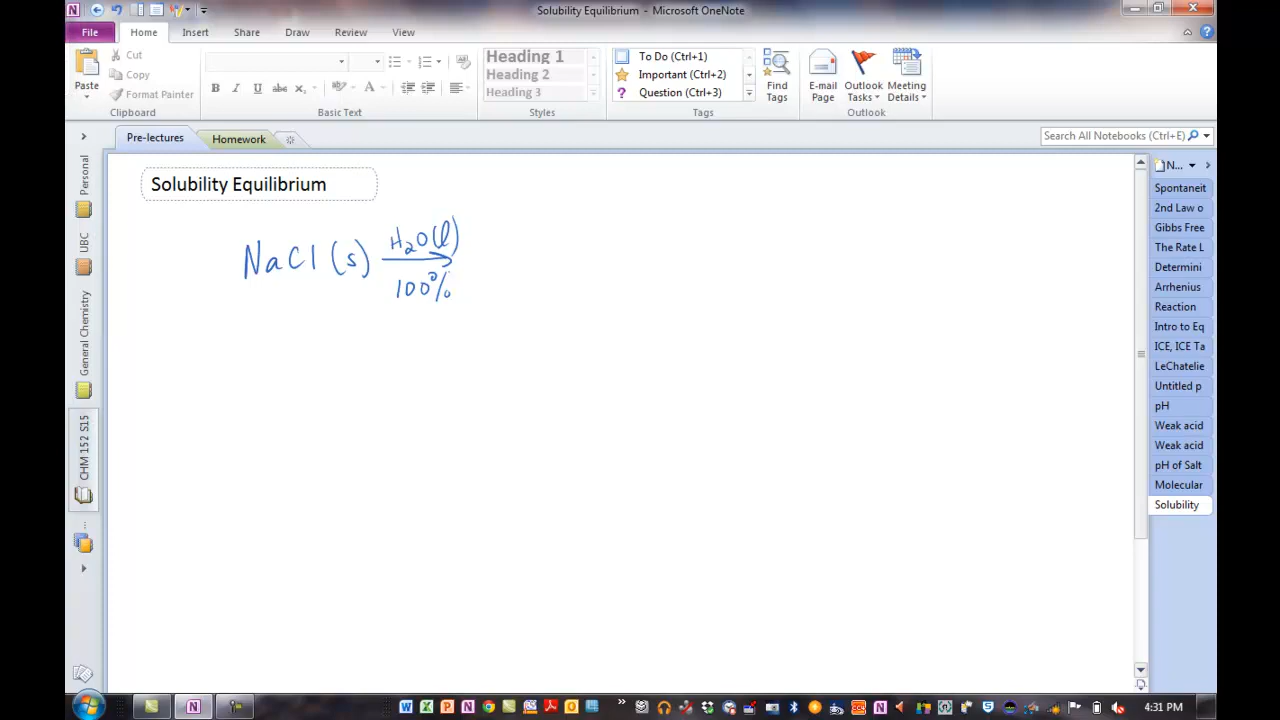 Solubility Equilibrium - Microsoft OneNote
File Home Insert Share Draw Review View
Paste Cut Copy Format Painter
Clipboard
B I U abc X₂ A
Basic Text
Heading 1
Heading 2
Heading 3
Styles
To Do (Ctrl+1)
Important (Ctrl+2)
Question (Ctrl+3)
Tags
Find Tags
E-mail Page
Outlook Tasks
Meeting Details
Outlook
Pre-lectures Homework
Search All Notebooks (Ctrl+E)
Personal
UBC
General Chemistry
CHM 152 S15
Solubility Equilibrium
H₂O(l)
NaCl (s) →
100%
N...
Spontaneit
2nd Law o
Gibbs Free
The Rate L
Determini
Arrhenius
Reaction
Intro to Eq
ICE, ICE Ta
LeChatelie
Untitled p
pH
Weak acid
Weak acid
pH of Salt
Molecular
Solubility
4:31 PM